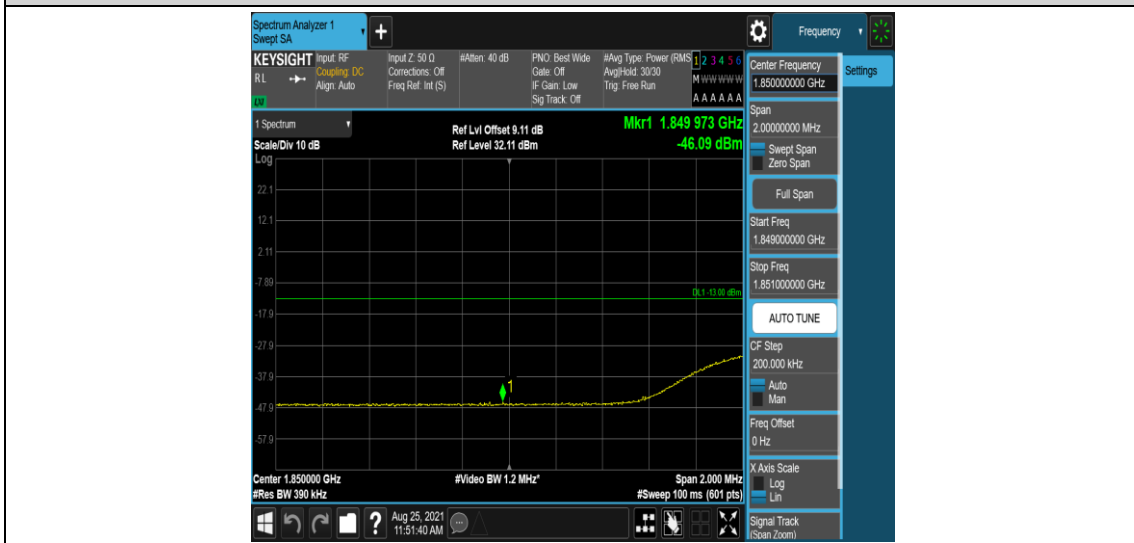 Spectrum Analyzer 1
Swept SA
+
Frequency
KEYSIGHT
RL
LXI
Input: RF
Coupling: DC
Align: Auto
Input Z: 50 Ω
Corrections: Off
Freq Ref: Int (S)
#Atten: 40 dB
PNO: Best Wide
Gate: Off
IF Gain: Low
Sig Track: Off
#Avg Type: Power (RMS
Avg|Hold: 30/30
Trig: Free Run
1 2 3 4 5 6
M W W W W W
A A A A A A
Center Frequency
1.850000000 GHz
Settings
Span
2.00000000 MHz
Swept Span
Zero Span
Full Span
Start Freq
1.849000000 GHz
Stop Freq
1.851000000 GHz
AUTO TUNE
CF Step
200.000 kHz
Auto
Man
Freq Offset
0 Hz
X Axis Scale
Log
Lin
Signal Track
(Span Zoom)
1 Spectrum
Scale/Div 10 dB
Ref Lvl Offset 9.11 dB
Ref Level 32.11 dBm
Mkr1 1.849 973 GHz
-46.09 dBm
Log
22.1
12.1
2.11
-7.89
DL1 -13.00 dBm
-17.9
-27.9
-37.9
1
-47.9
-57.9
Center 1.850000 GHz
#Video BW 1.2 MHz*
Span 2.000 MHz
#Res BW 390 kHz
#Sweep 100 ms (601 pts)
?
Aug 25, 2021
11:51:40 AM